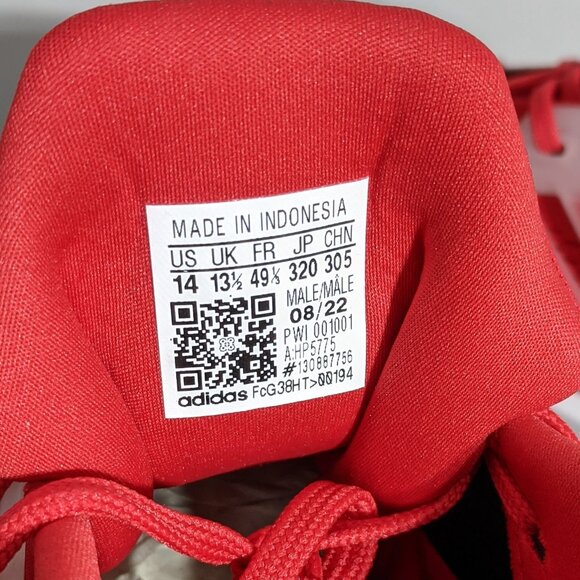 MADE IN INDONESIA
US UK FR JP CHN
14 13½ 49⅓ 320 305
MALE/MÂLE
08/22
PWI 001001
A:HP5775
#130887756
adidas FcG38HT>00194